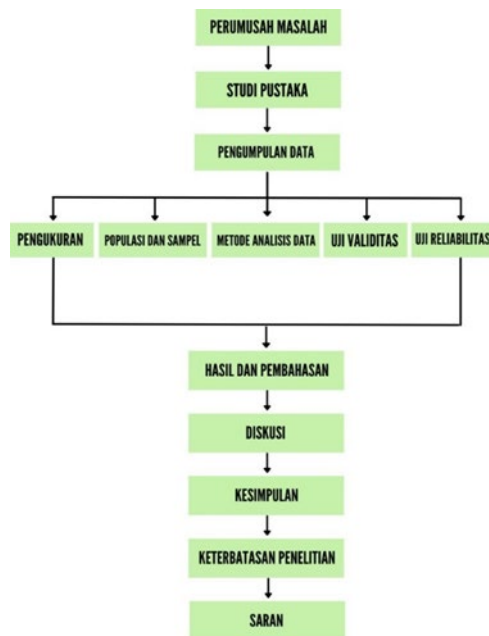 PERUMUSAH MASALAH
STUDI PUSTAKA
PENGUMPULAN DATA
PENGUKURAN
POPULASI DAN SAMPEL
METODE ANALISIS DATA
UJI VALIDITAS
UJI RELIABILITAS
HASIL DAN PEMBAHASAN
DISKUSI
KESIMPULAN
KETERBATASAN PENELITIAN
SARAN